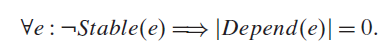 ∀e : ¬Stable(e) ⟹ |Depend(e)| = 0.